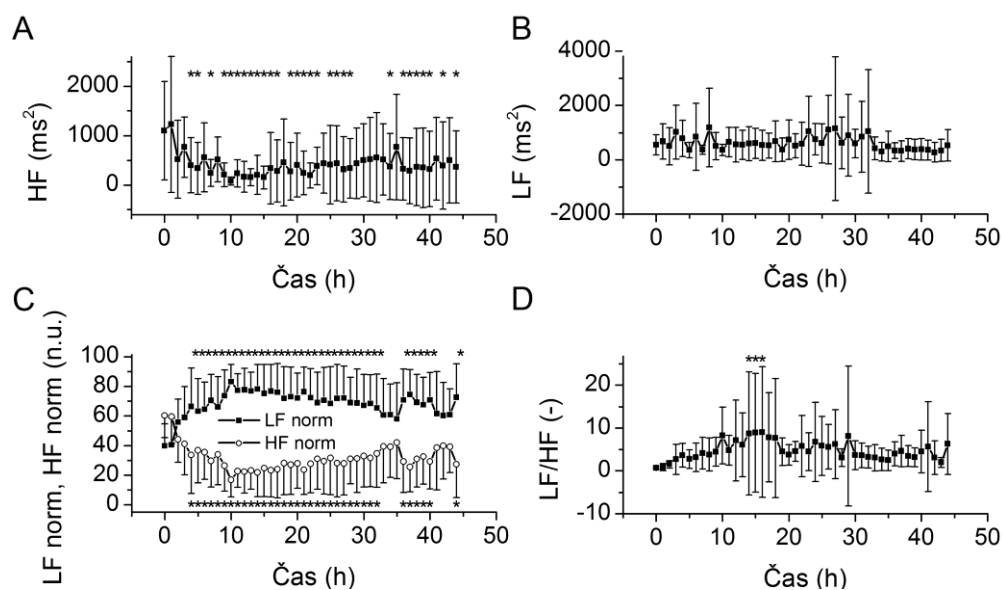 A
HF (ms²)
2000
1000
0
** * ********* ***** **** * ***** * *
0 10 20 30 40 50
Čas (h)
B
LF (ms²)
4000
2000
0
-2000
0 10 20 30 40 50
Čas (h)
C
LF norm, HF norm (n.u.)
100
80
60
40
20
0
LF norm
HF norm
0 10 20 30 40 50
Čas (h)
D
LF/HF (-)
20
10
0
-10
***
0 10 20 30 40 50
Čas (h)